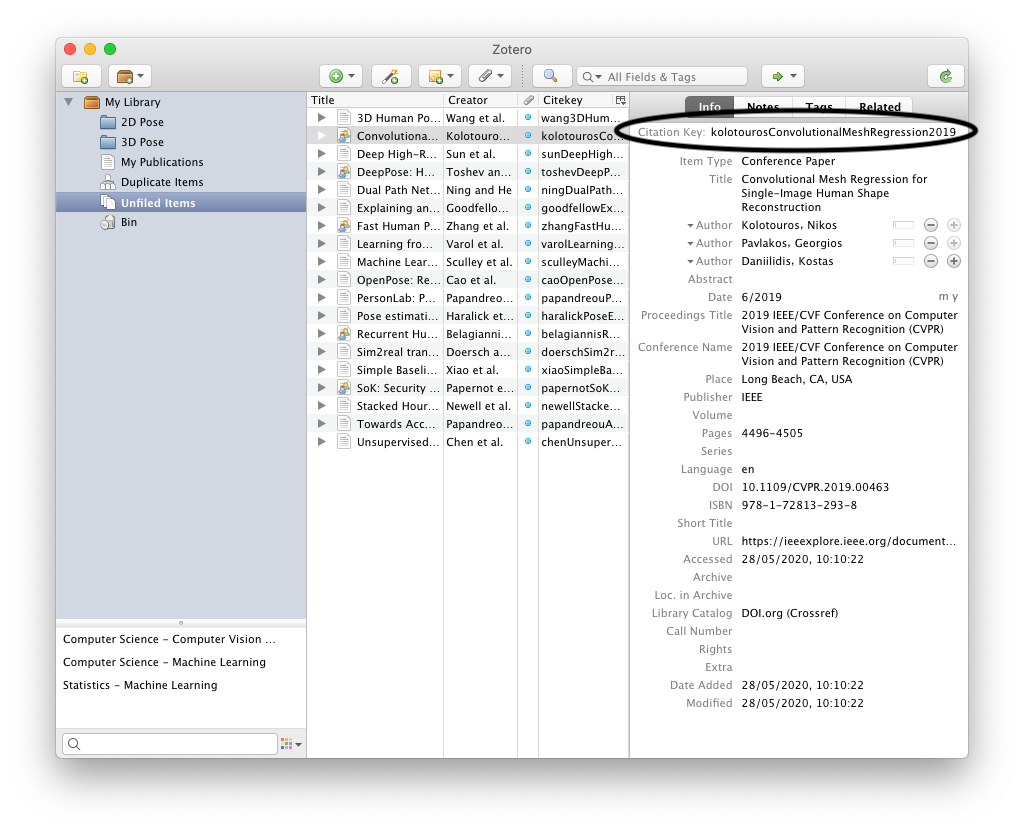 Zotero
All Fields & Tags
My Library
2D Pose
3D Pose
My Publications
Duplicate Items
Unfiled Items
Bin
Computer Science – Computer Vision ...
Computer Science – Machine Learning
Statistics – Machine Learning
Title Creator Citekey
3D Human Po... Wang et al. wang3DHum...
Convolutiona... Kolotouro... kolotourosCo...
Deep High-R... Sun et al. sunDeepHigh...
DeepPose: H... Toshev an... toshevDeepP...
Dual Path Net... Ning and He ningDualPath...
Explaining an... Goodfello... goodfellowEx...
Fast Human P... Zhang et al. zhangFastHu...
Learning fro... Varol et al. varolLearning...
Machine Lear... Sculley et al. sculleyMachi...
OpenPose: Re... Cao et al. caoOpenPose...
PersonLab: P... Papandreo... papandreouP...
Pose estimati... Haralick et... haralickPoseE...
Recurrent Hu... Belagianni... belagiannisR...
Sim2real tran... Doersch a... doerschSim2r...
Simple Baseli... Xiao et al. xiaoSimpleBa...
SoK: Security ... Papernot e... papernotSoK...
Stacked Hour... Newell et al. newellStacke...
Towards Acc... Papandreo... papandreouA...
Unsupervised... Chen et al. chenUnsuper...
Info Notes Tags Related
Citation Key: kolotourosConvolutionalMeshRegression2019
Item Type Conference Paper
Title Convolutional Mesh Regression for
Single-Image Human Shape
Reconstruction
Author Kolotouros, Nikos
Author Pavlakos, Georgios
Author Daniilidis, Kostas
Abstract
Date 6/2019 m y
Proceedings Title 2019 IEEE/CVF Conference on Computer
Vision and Pattern Recognition (CVPR)
Conference Name 2019 IEEE/CVF Conference on Computer
Vision and Pattern Recognition (CVPR)
Place Long Beach, CA, USA
Publisher IEEE
Volume
Pages 4496-4505
Series
Language en
DOI 10.1109/CVPR.2019.00463
ISBN 978-1-72813-293-8
Short Title
URL https://ieeexplore.ieee.org/document...
Accessed 28/05/2020, 10:10:22
Archive
Loc. in Archive
Library Catalog DOI.org (Crossref)
Call Number
Rights
Extra
Date Added 28/05/2020, 10:10:22
Modified 28/05/2020, 10:10:22